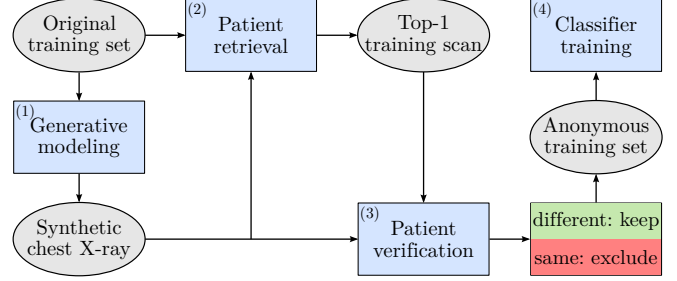 Original
training set
(2)
Patient
retrieval
Top-1
training scan
(4)
Classifier
training
(1)
Generative
modeling
Anonymous
training set
Synthetic
chest X-ray
(3)
Patient
verification
different: keep
same: exclude